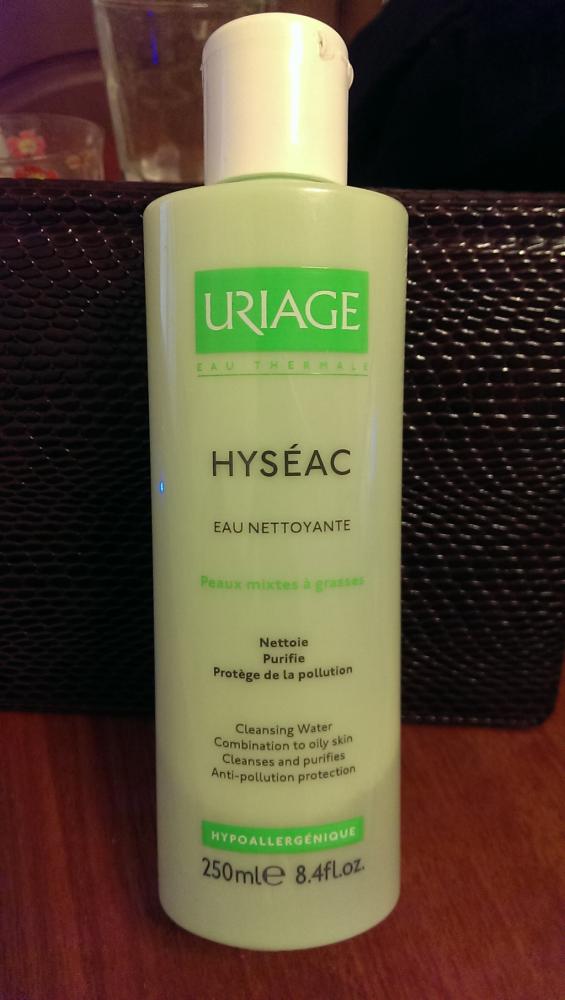 URIAGE
EAU THERMALE
HYSÉAC
EAU NETTOYANTE
Peaux mixtes à grasses
Nettoie
Purifie
Protège de la pollution
Cleansing Water
Combination to oily skin
Cleanses and purifies
Anti-pollution protection
HYPOALLERGÉNIQUE
250ml℮ 8.4fl.oz.